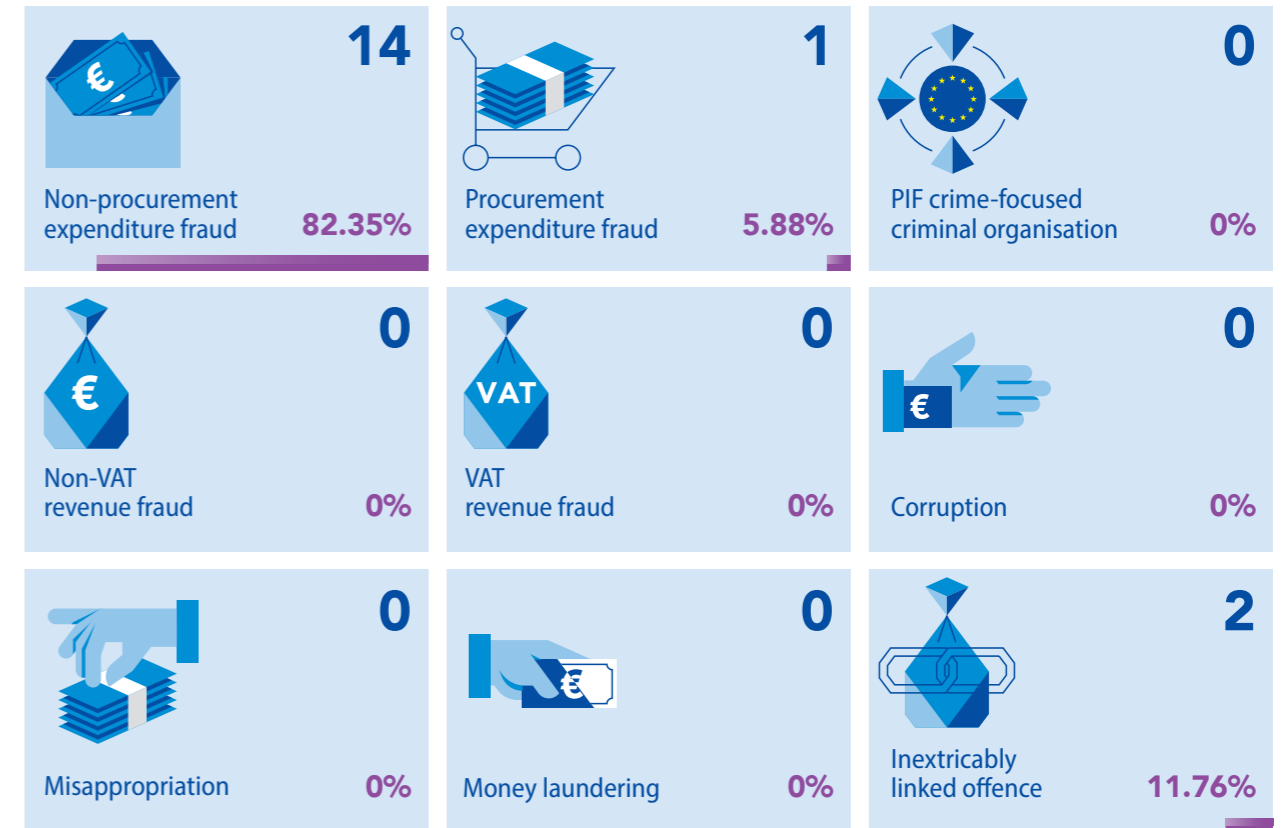 €
14
Non-procurement
expenditure fraud
82.35%
1
Procurement
expenditure fraud
5.88%
0
PIF crime-focused
criminal organisation
0%
€
0
Non-VAT
revenue fraud
0%
VAT
0
VAT
revenue fraud
0%
€
0
Corruption
0%
0
Misappropriation
0%
€
0
Money laundering
0%
2
Inextricably
linked offence
11.76%